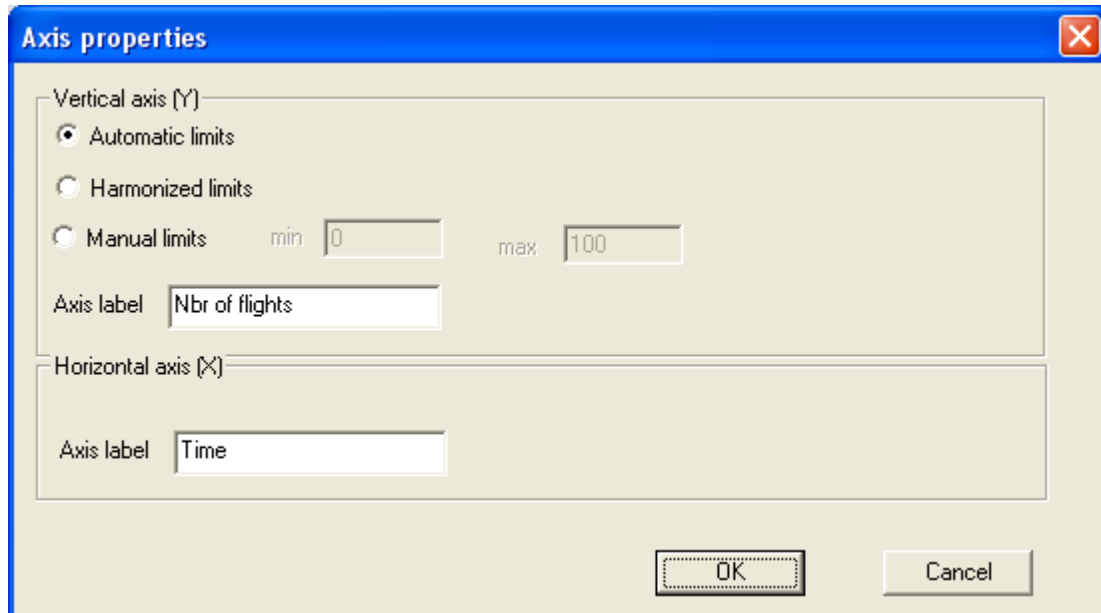 Axis properties
Vertical axis (Y)
Automatic limits
Harmonized limits
Manual limits min 0 max 100
Axis label Nbr of flights
Horizontal axis (X)
Axis label Time
OK Cancel